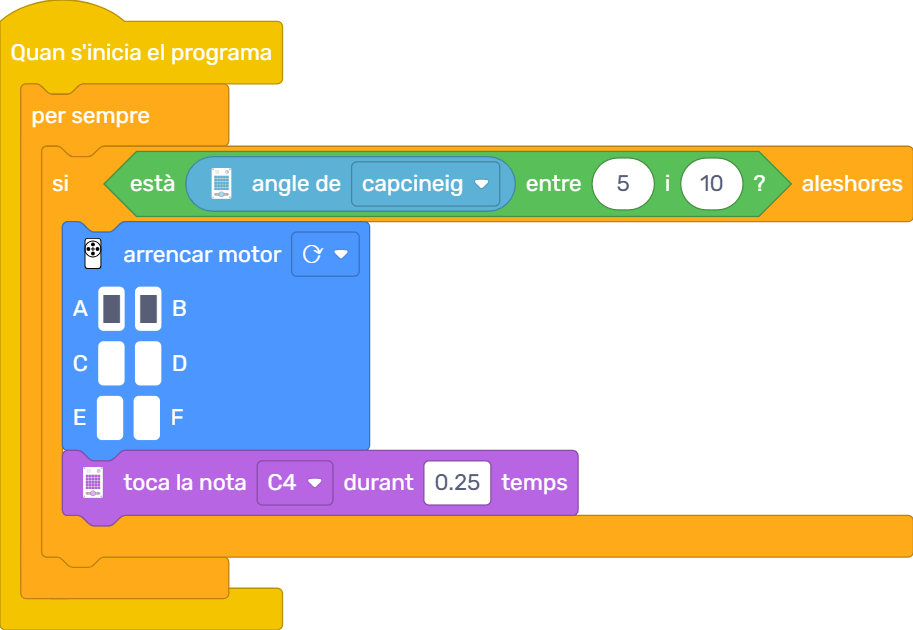 Quan s'inicia el programa
per sempre
si està angle de capcineig entre 5 i 10 ? aleshores
arrencar motor
A B
C D
E F
toca la nota C4 durant 0.25 temps